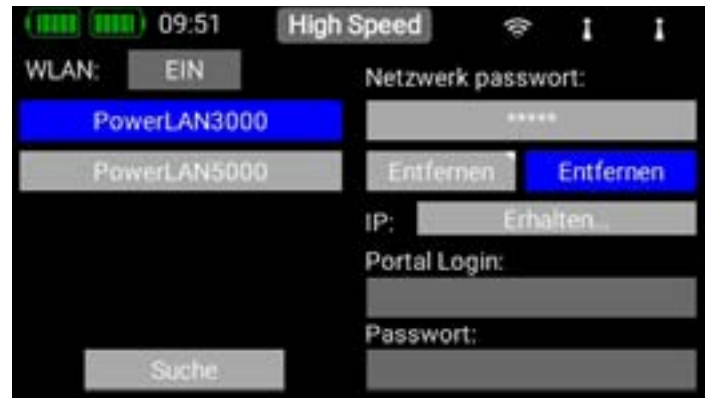 09:51 High Speed
WLAN: EIN
PowerLAN3000
PowerLAN5000
Suche
Netzwerk passwort:
*****
Entfernen Entfernen
IP: Erhalten...
Portal Login:
Passwort: